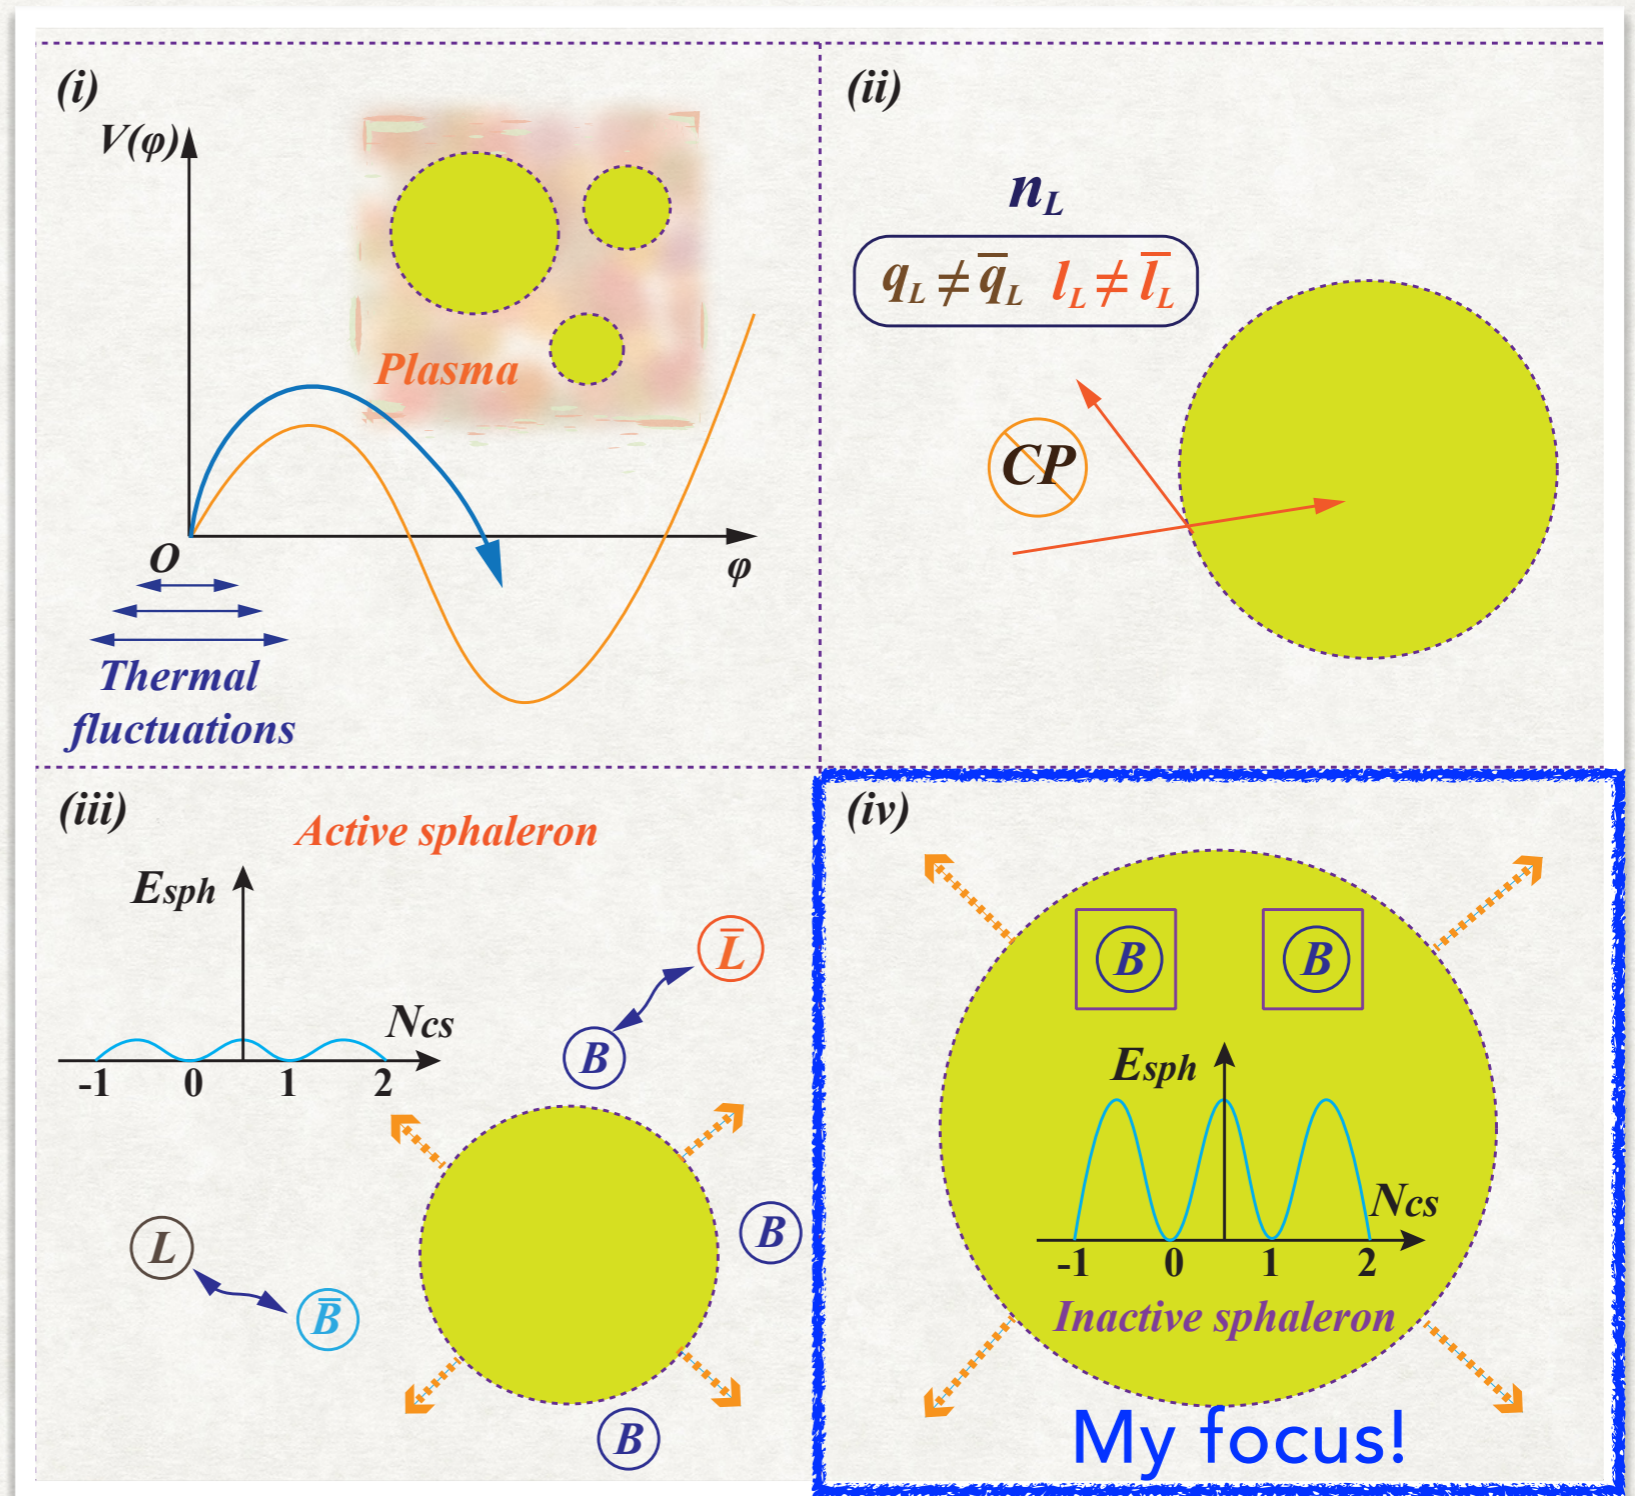 (i)
V(φ)
Plasma
O
φ
Thermal
fluctuations
(ii)
n_L
q_L ≠ q̅_L l_L ≠ l̅_L
CP
(iii)
Active sphaleron
Esph
Ncs
-1 0 1 2
L̅
B
B
L
B̅
B
(iv)
B B
Esph
Ncs
-1 0 1 2
Inactive sphaleron
My focus!